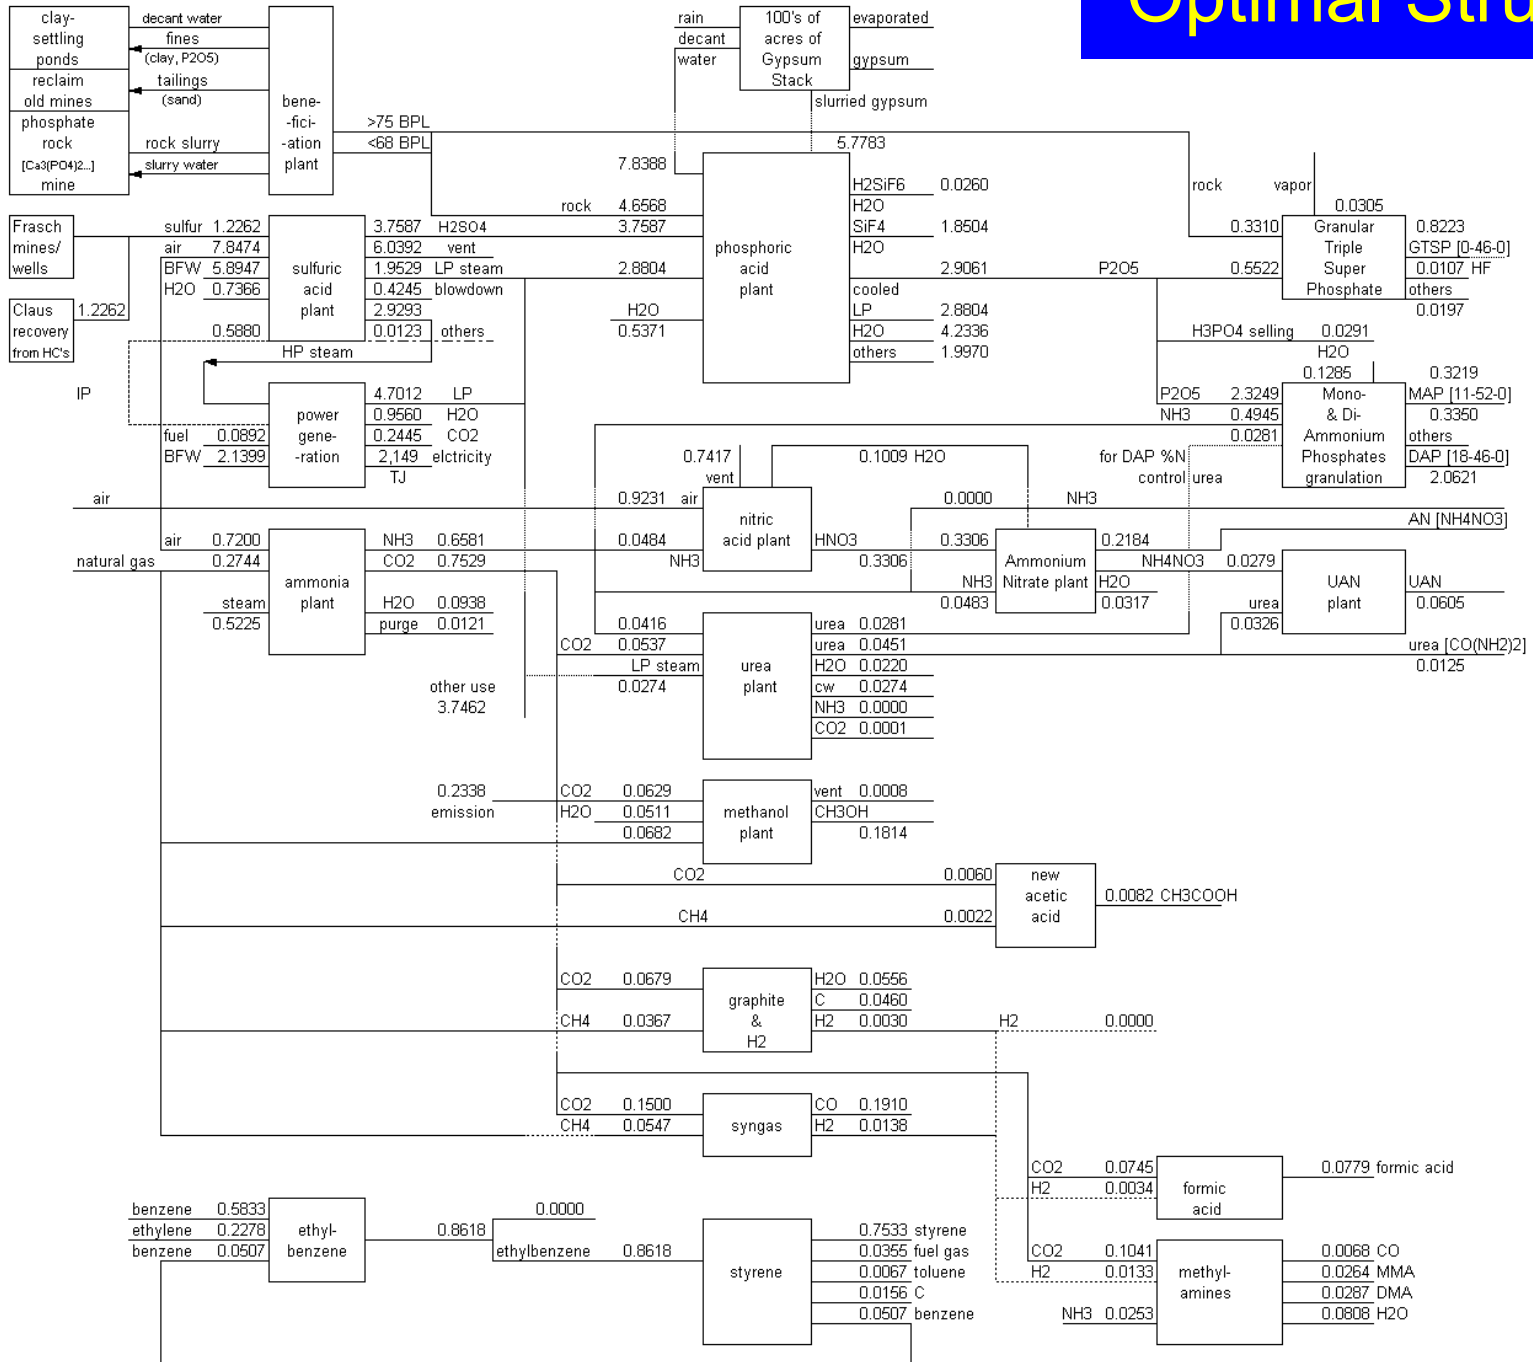 Optimal Stru
clay-
settling
ponds
reclaim
old mines
phosphate
rock
[Ca3(PO4)2...]
mine
decant water
fines
(clay, P2O5)
tailings
(sand)
rock slurry
slurry water
bene-
-fici-
-ation
plant
>75 BPL
<68 BPL
rain
decant
water
100's of
acres of
Gypsum
Stack
evaporated
gypsum
slurried gypsum
5.7783
7.8388
rock 4.6568
3.7587
2.8804
H2O
0.5371
phosphoric
acid
plant
H2SiF6 0.0260
H2O
SiF4 1.8504
H2O
2.9061 P2O5
cooled
LP 2.8804
H2O 4.2336
others 1.9970
rock vapor
0.0305
0.3310
0.5522
Granular
Triple
Super
Phosphate
0.8223
GTSP [0-46-0]
0.0107 HF
others
0.0197
H3PO4 selling 0.0291
H2O
0.1285
P2O5 2.3249
NH3 0.4945
0.0281
Mono-
& Di-
Ammonium
Phosphates
granulation
0.3219
MAP [11-52-0]
0.3350
others
DAP [18-46-0]
2.0621
for DAP %N
control urea
Frasch
mines/
wells
Claus
recovery
from HC's
1.2262
sulfur 1.2262
air 7.8474
BFW 5.8947
H2O 0.7366
0.5880
sulfuric
acid
plant
3.7587 H2SO4
6.0392 vent
1.9529 LP steam
0.4245 blowdown
2.9293
0.0123 others
HP steam
IP
fuel 0.0892
BFW 2.1399
power
gene-
-ration
4.7012 LP
0.9560 H2O
0.2445 CO2
2,149 elctricity
TJ
air
0.9231 air
0.7417
vent
0.1009 H2O
nitric
acid plant
0.0484
NH3
HNO3
0.3306
0.0000 NH3
AN [NH4NO3]
0.3306
NH3
0.0483
Ammonium
Nitrate plant
0.2184
NH4NO3 0.0279
H2O
0.0317
urea
0.0326
UAN
plant
UAN
0.0605
urea [CO(NH2)2]
0.0125
air 0.7200
natural gas 0.2744
steam
0.5225
ammonia
plant
NH3 0.6581
CO2 0.7529
H2O 0.0938
purge 0.0121
0.0416
CO2 0.0537
LP steam
0.0274
other use
3.7462
urea
plant
urea 0.0281
urea 0.0451
H2O 0.0220
cw 0.0274
NH3 0.0000
CO2 0.0001
0.2338
emission
CO2 0.0629
H2O 0.0511
0.0682
methanol
plant
vent 0.0008
CH3OH
0.1814
CO2 0.0060
CH4 0.0022
new
acetic
acid
0.0082 CH3COOH
CO2 0.0679
CH4 0.0367
graphite
&
H2
H2O 0.0556
C 0.0460
H2 0.0030
H2 0.0000
CO2 0.1500
CH4 0.0547
syngas
CO 0.1910
H2 0.0138
CO2 0.0745
H2 0.0034
formic
acid
0.0779 formic acid
benzene 0.5833
ethylene 0.2278
benzene 0.0507
ethyl-
benzene
0.8618
0.0000
ethylbenzene 0.8618
styrene
0.7533 styrene
0.0355 fuel gas
0.0067 toluene
0.0156 C
0.0507 benzene
CO2 0.1041
H2 0.0133
NH3 0.0253
methyl-
amines
0.0068 CO
0.0264 MMA
0.0287 DMA
0.0808 H2O